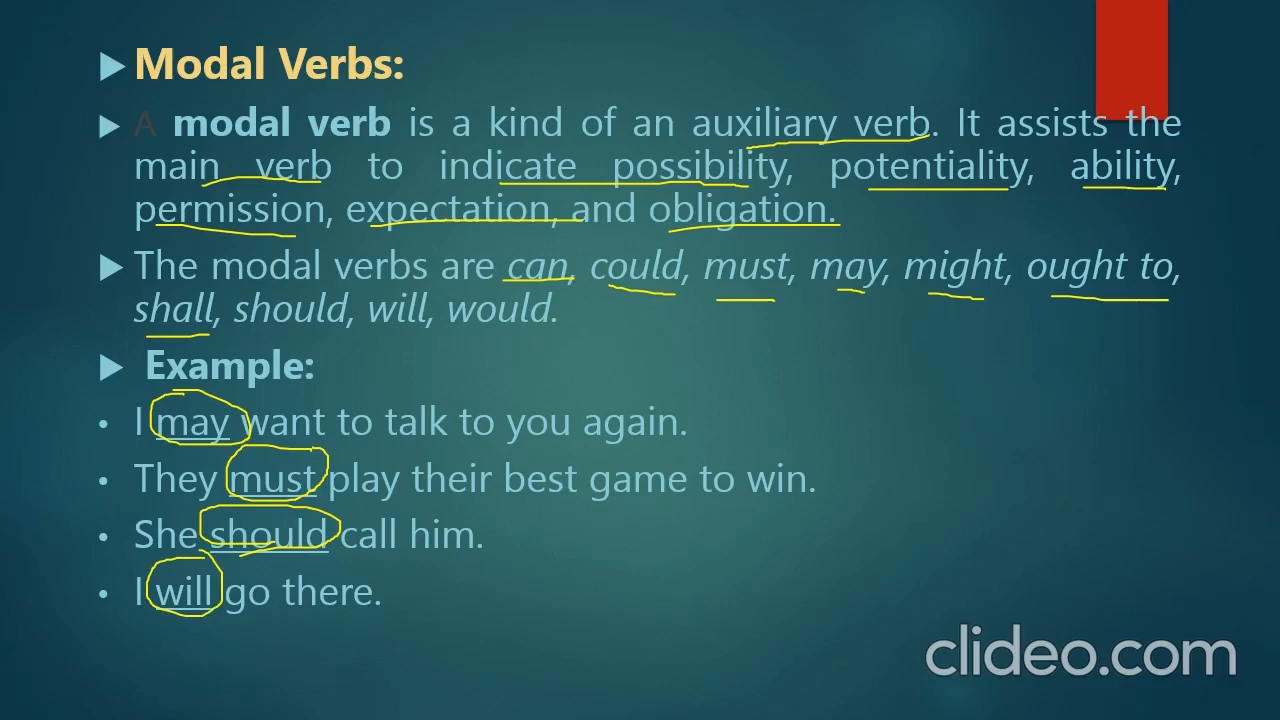 Modal Verbs:
A modal verb is a kind of an auxiliary verb. It assists the
main verb to indicate possibility, potentiality, ability,
permission, expectation, and obligation.
The modal verbs are can, could, must, may, might, ought to,
shall, should, will, would.
Example:
• I may want to talk to you again.
• They must play their best game to win.
• She should call him.
• I will go there.
clideo.com